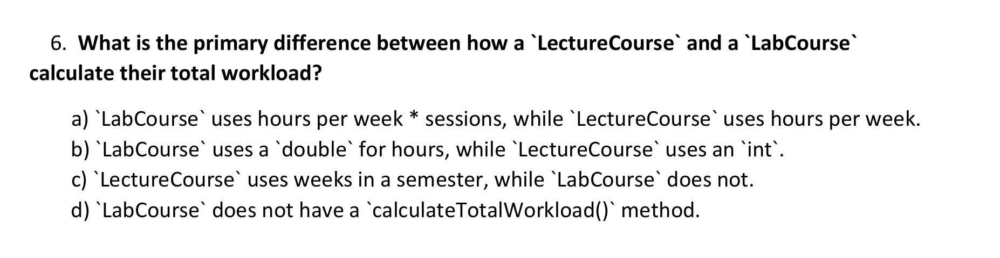 6. What is the primary difference between how a `LectureCourse` and a `LabCourse`
calculate their total workload?
a) `LabCourse` uses hours per week * sessions, while `LectureCourse` uses hours per week.
b) `LabCourse` uses a `double` for hours, while `LectureCourse` uses an `int`.
c) `LectureCourse` uses weeks in a semester, while `LabCourse` does not.
d) `LabCourse` does not have a `calculateTotalWorkload()` method.